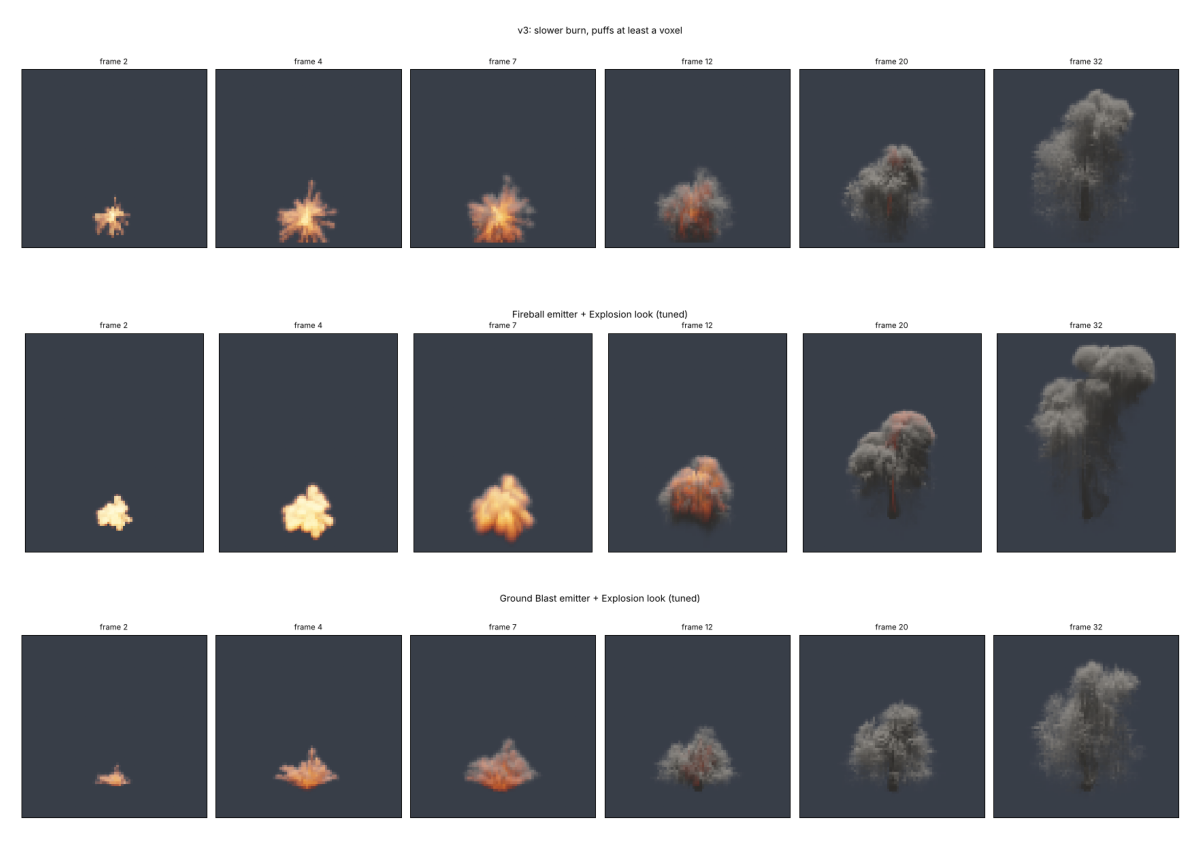 v3: slower burn, puffs at least a voxel
frame 2
frame 4
frame 7
frame 12
frame 20
frame 32
Fireball emitter + Explosion look (tuned)
frame 2
frame 4
frame 7
frame 12
frame 20
frame 32
Ground Blast emitter + Explosion look (tuned)
frame 2
frame 4
frame 7
frame 12
frame 20
frame 32